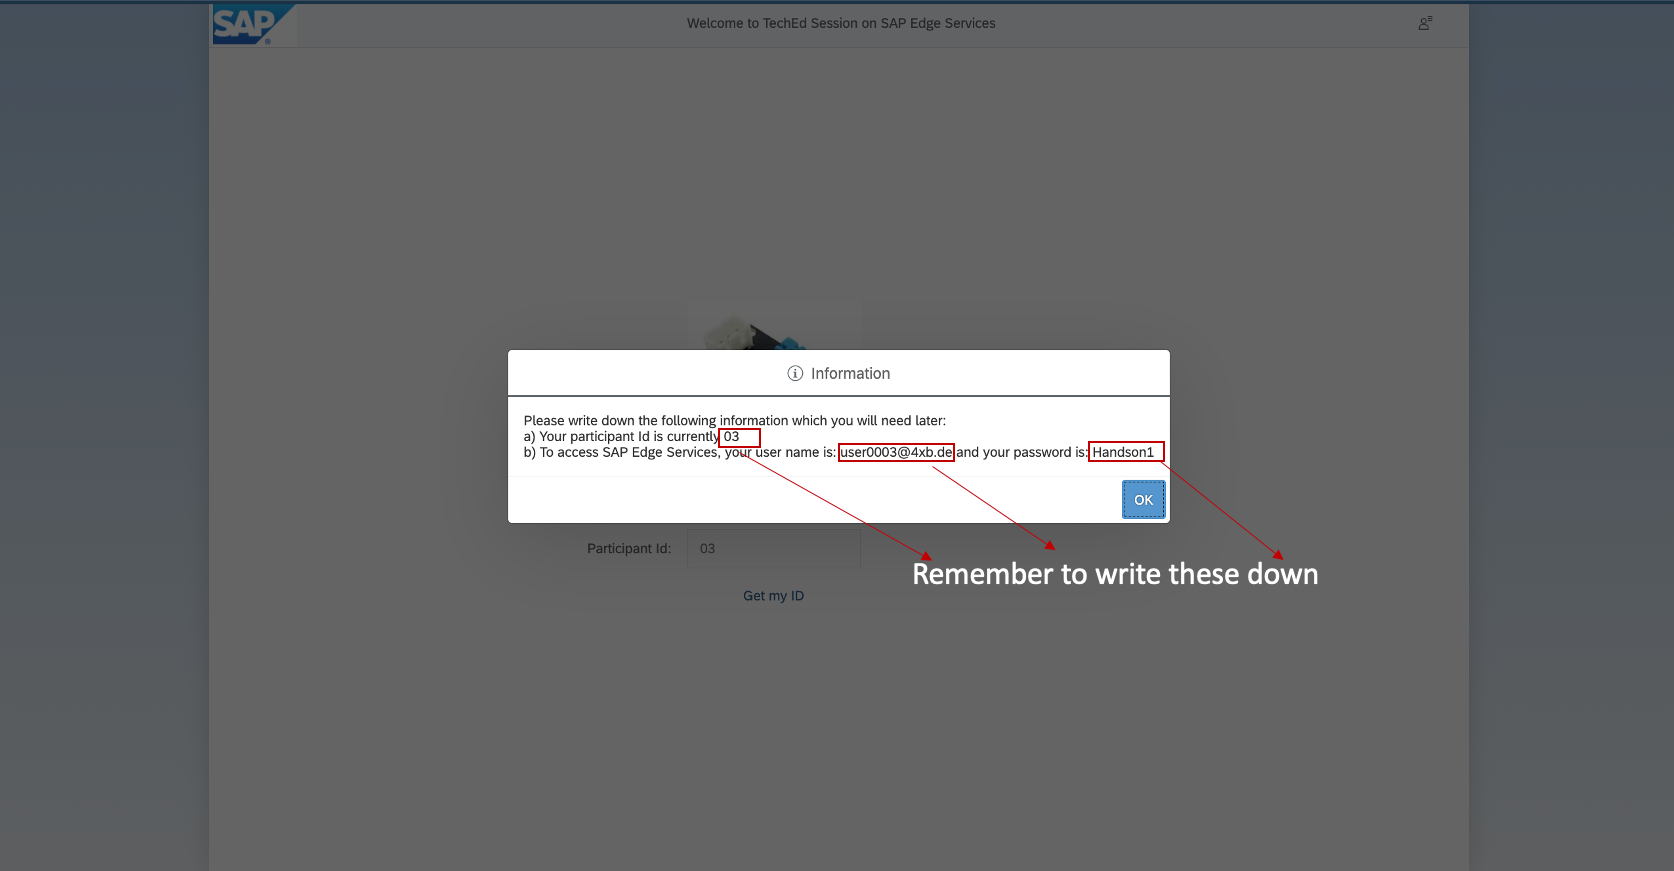 SAP
Welcome to TechEd Session on SAP Edge Services
Information
Please write down the following information which you will need later:
a) Your participant Id is currently 03
b) To access SAP Edge Services, your user name is: user0003@4xb.de and your password is: Handson1
OK
Participant Id: 03
Remember to write these down
Get my ID